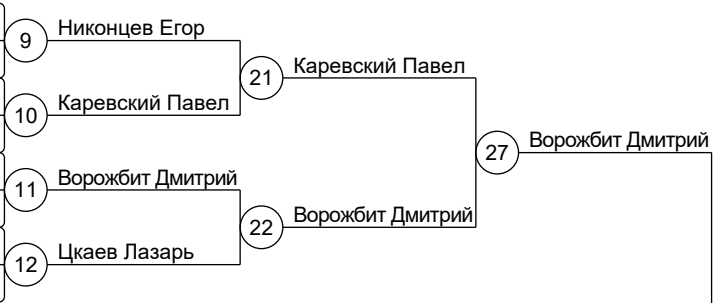 9
Никонцев Егор
21
Каревский Павел
10
Каревский Павел
27
Ворожбит Дмитрий
11
Ворожбит Дмитрий
22
Ворожбит Дмитрий
12
Цкаев Лазарь